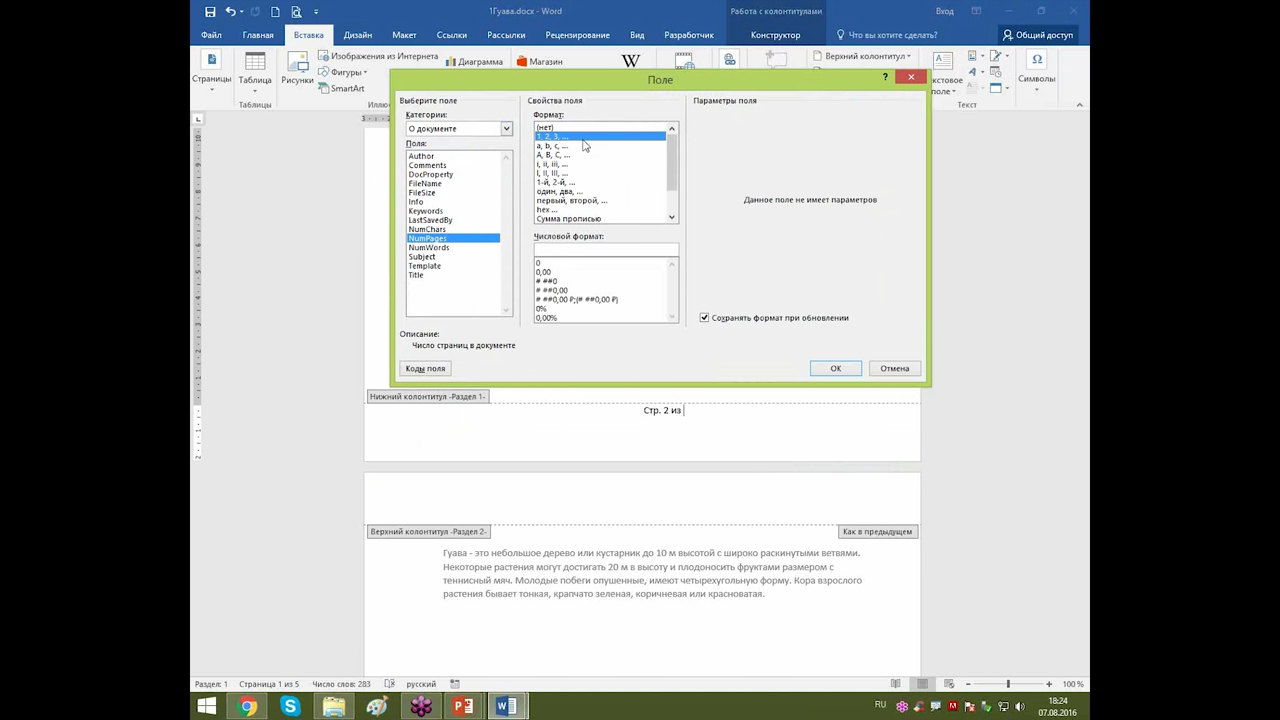 1Гуава.docx - Word
Работа с колонтитулами
Вход
Файл
Главная
Вставка
Дизайн
Макет
Ссылки
Рассылки
Рецензирование
Вид
Разработчик
Конструктор
Что вы хотите сделать?
Общий доступ
Страницы
Таблица
Таблицы
Рисунки
Изображения из Интернета
Фигуры
SmartArt
Диаграмма
Магазин
W
Верхний колонтитул
Символы
Текст
Поле
?
Выберите поле
Категории:
О документе
Поля:
Author
Comments
DocProperty
FileName
FileSize
Info
Keywords
LastSavedBy
NumChars
NumPages
NumWords
Subject
Template
Title
Свойства поля
Формат:
(нет)
1, 2, 3, ...
a, b, c, ...
A, B, C, ...
i, ii, iii, ...
I, II, III, ...
1-й, 2-й, ...
один, два, ...
первый, второй, ...
hex ...
Сумма прописью
Числовой формат:
0
0,00
# ##0
# ##0,00
# ##0,00 ₽;(# ##0,00 ₽)
0%
0,00%
Параметры поля
Данное поле не имеет параметров
Сохранять формат при обновлении
Описание:
Число страниц в документе
Коды поля
ОК
Отмена
Нижний колонтитул -Раздел 1-
Стр. 2 из
Верхний колонтитул -Раздел 2-
Как в предыдущем
Гуава - это небольшое дерево или кустарник до 10 м высотой с широко раскинутыми ветвями.
Некоторые растения могут достигать 20 м в высоту и плодоносить фруктами размером с
теннисный мяч. Молодые побеги опушенные, имеют четырехугольную форму. Кора взрослого
растения бывает тонкая, крапчато зеленая, коричневая или красноватая.
Раздел: 1
Страница 1 из 5
Число слов: 283
русский
100 %
RU
18:24
07.08.2016